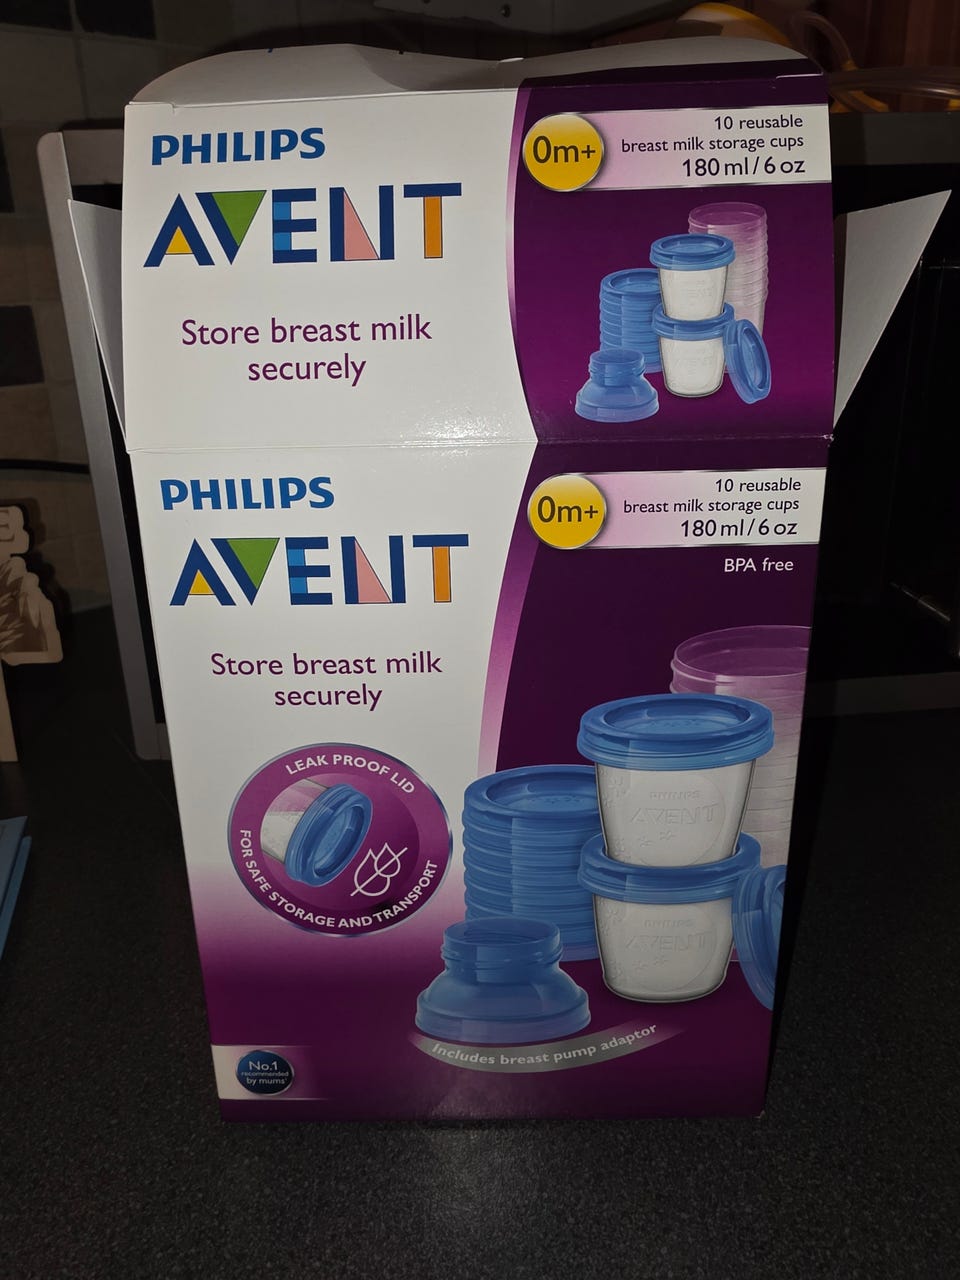 PHILIPS
AVENT
Store breast milk
securely
0m+
10 reusable
breast milk storage cups
180 ml / 6 oz
PHILIPS
AVENT
Store breast milk
securely
0m+
10 reusable
breast milk storage cups
180 ml / 6 oz
BPA free
LEAK PROOF LID
FOR SAFE STORAGE AND TRANSPORT
PHILIPS
AVENT
PHILIPS
AVENT
Includes breast pump adaptor
No.1
recommended
by mums*